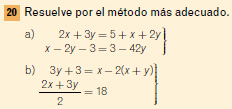 20 Resuelve por el método más adecuado.
a) 2x + 3y = 5 + x + 2y
x − 2y − 3 = 3 − 42y
b) 3y + 3 = x − 2(x + y)
2x + 3y
2
= 18